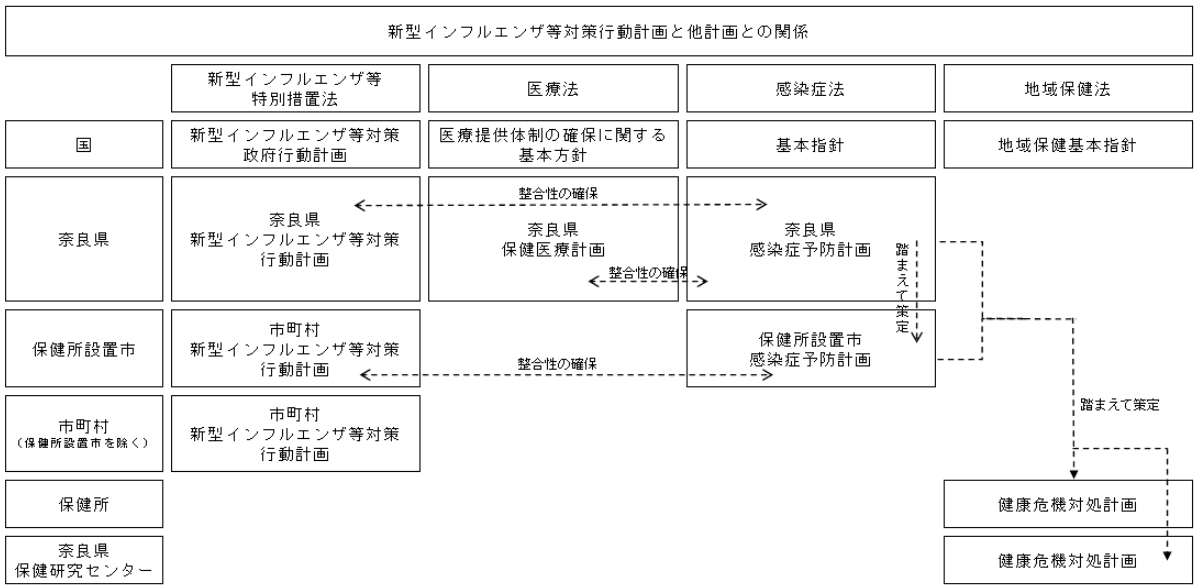 新型インフルエンザ等対策行動計画と他計画との関係
新型インフルエンザ等
特別措置法
医療法
感染症法
地域保健法
国
新型インフルエンザ等対策
政府行動計画
医療提供体制の確保に関する
基本方針
基本指針
地域保健基本指針
奈良県
奈良県
新型インフルエンザ等対策
行動計画
整合性の確保
奈良県
保健医療計画
整合性の確保
奈良県
感染症予防計画
踏まえて策定
保健所設置市
市町村
新型インフルエンザ等対策
行動計画
整合性の確保
保健所設置市
感染症予防計画
市町村
（保健所設置市を除く）
市町村
新型インフルエンザ等対策
行動計画
踏まえて策定
保健所
健康危機対処計画
奈良県
保健研究センター
健康危機対処計画